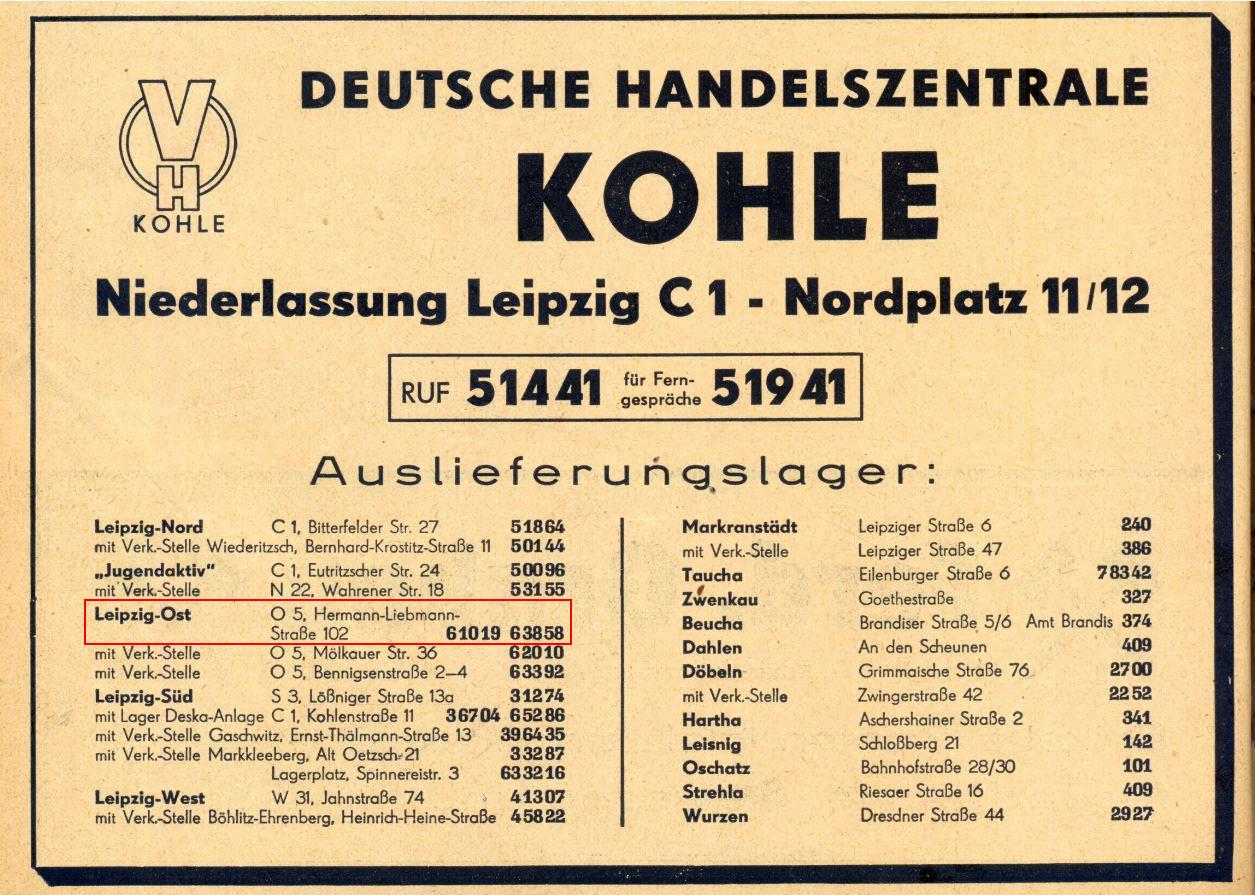 VH
KOHLE
DEUTSCHE HANDELSZENTRALE
KOHLE
Niederlassung Leipzig C 1 - Nordplatz 11/12
RUF 51441 für Fern-
gespräche 51941
Auslieferungslager:
Leipzig-Nord C 1, Bitterfelder Str. 27 51864
mit Verk.-Stelle Wiederitzsch, Bernhard-Krostitz-Straße 11 50144
„Jugendaktiv“ C 1, Eutritzscher Str. 24 50096
mit Verk.-Stelle N 22, Wahrener Str. 18 53155
Leipzig-Ost O 5, Hermann-Liebmann-
Straße 102 61019 63858
mit Verk.-Stelle O 5, Mölkauer Str. 36 62010
mit Verk.-Stelle O 5, Bennigsenstraße 2–4 63392
Leipzig-Süd S 3, Lößniger Straße 13a 31274
mit Lager Deska-Anlage C 1, Kohlenstraße 11 36704 65286
mit Verk.-Stelle Gaschwitz, Ernst-Thälmann-Straße 13 396435
mit Verk.-Stelle Markkleeberg, Alt Oetzsch 21 33287
Lagerplatz, Spinnereistr. 3 633216
Leipzig-West W 31, Jahnstraße 74 41307
mit Verk.-Stelle Böhlitz-Ehrenberg, Heinrich-Heine-Straße 45822
Markranstädt Leipziger Straße 6 240
mit Verk.-Stelle Leipziger Straße 47 386
Taucha Eilenburger Straße 6 78342
Zwenkau Goethestraße 327
Beucha Brandiser Straße 5/6 Amt Brandis 374
Dahlen An den Scheunen 409
Döbeln Grimmaische Straße 76 2700
mit Verk.-Stelle Zwingerstraße 42 2252
Hartha Aschershainer Straße 2 341
Leisnig Schloßberg 21 142
Oschatz Bahnhofstraße 28/30 101
Strehla Riesaer Straße 16 409
Wurzen Dresdner Straße 44 2927